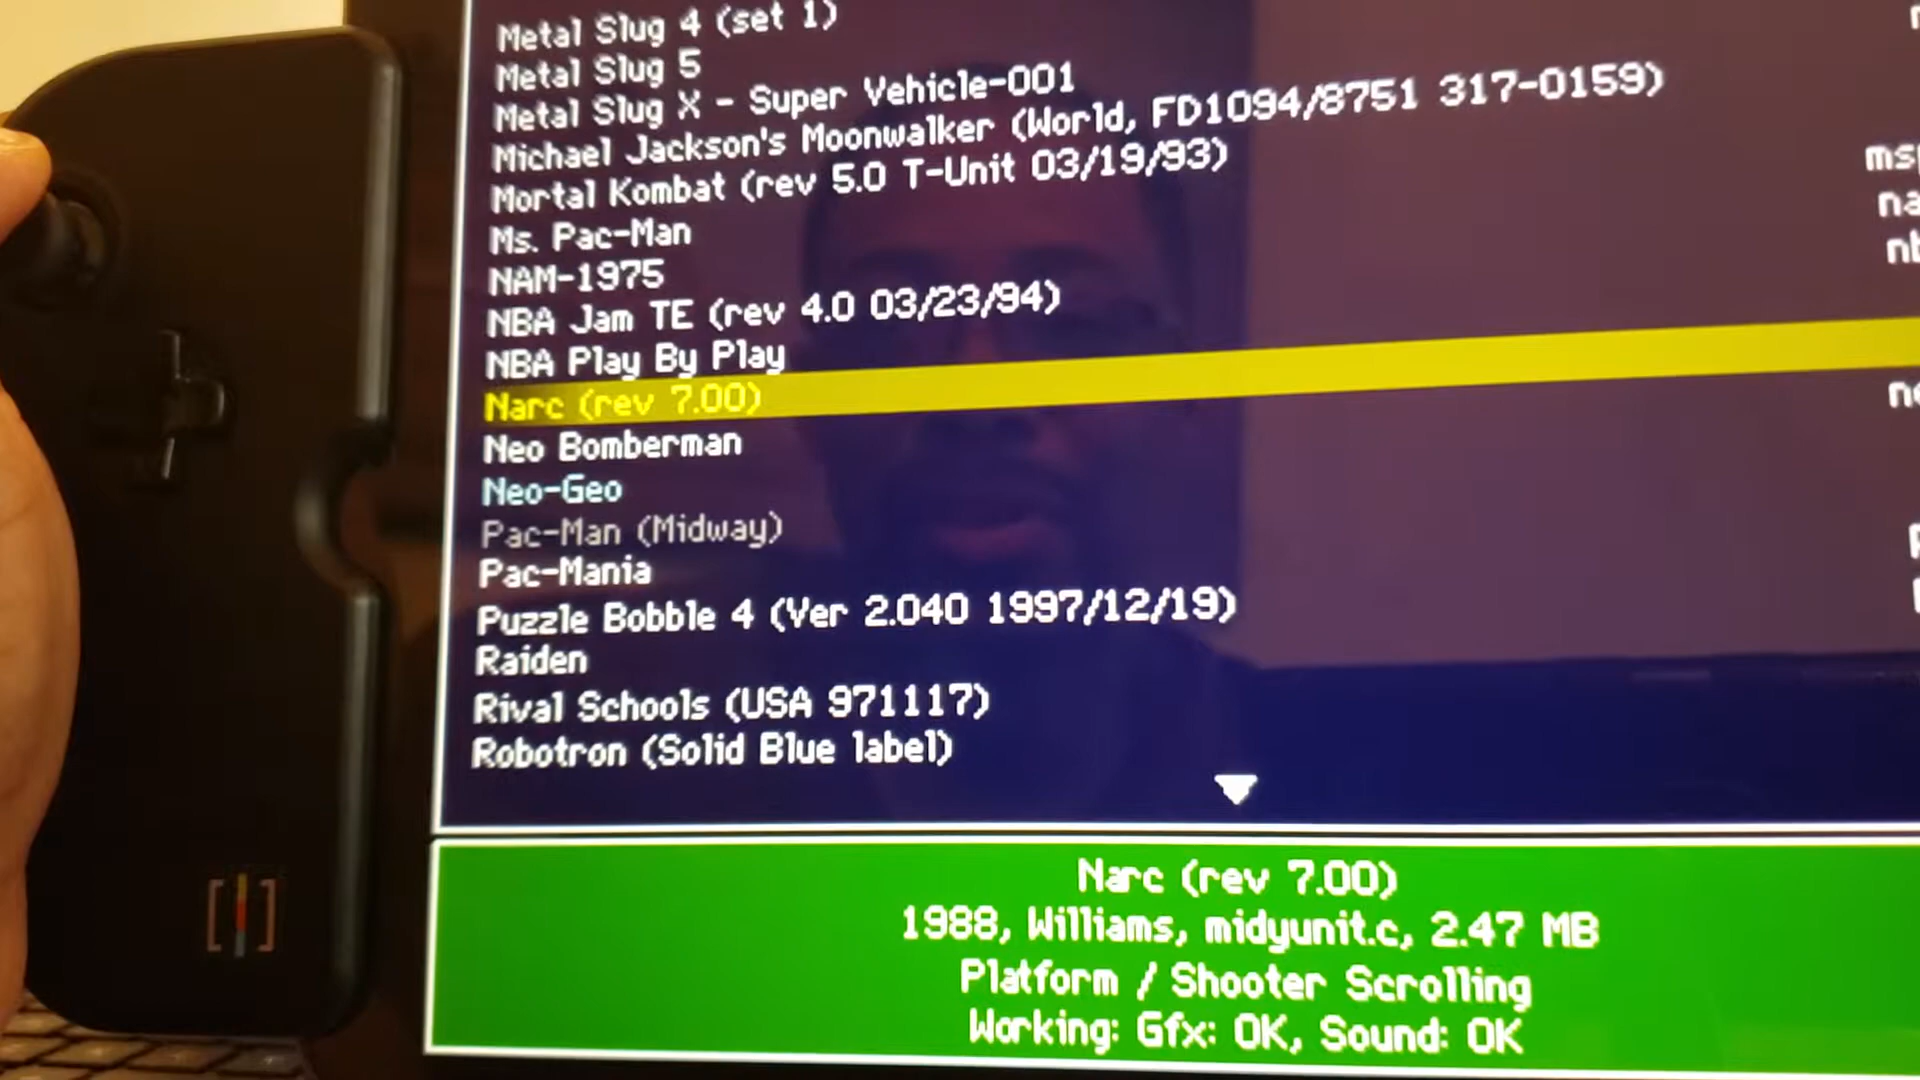 Metal Slug 4 (set 1)
Metal Slug 5
Metal Slug X - Super Vehicle-001
Michael Jackson's Moonwalker (World, FD1094/8751 317-0159)
Mortal Kombat (rev 5.0 T-Unit 03/19/93)
Ms. Pac-Man
NAM-1975
NBA Jam TE (rev 4.0 03/23/94)
NBA Play By Play
Narc (rev 7.00)
Neo Bomberman
Neo-Geo
Pac-Man (Midway)
Pac-Mania
Puzzle Bobble 4 (Ver 2.040 1997/12/19)
Raiden
Rival Schools (USA 971117)
Robotron (Solid Blue label)
Narc (rev 7.00)
1988, Williams, midyunit.c, 2.47 MB
Platform / Shooter Scrolling
Working: Gfx: OK, Sound: OK